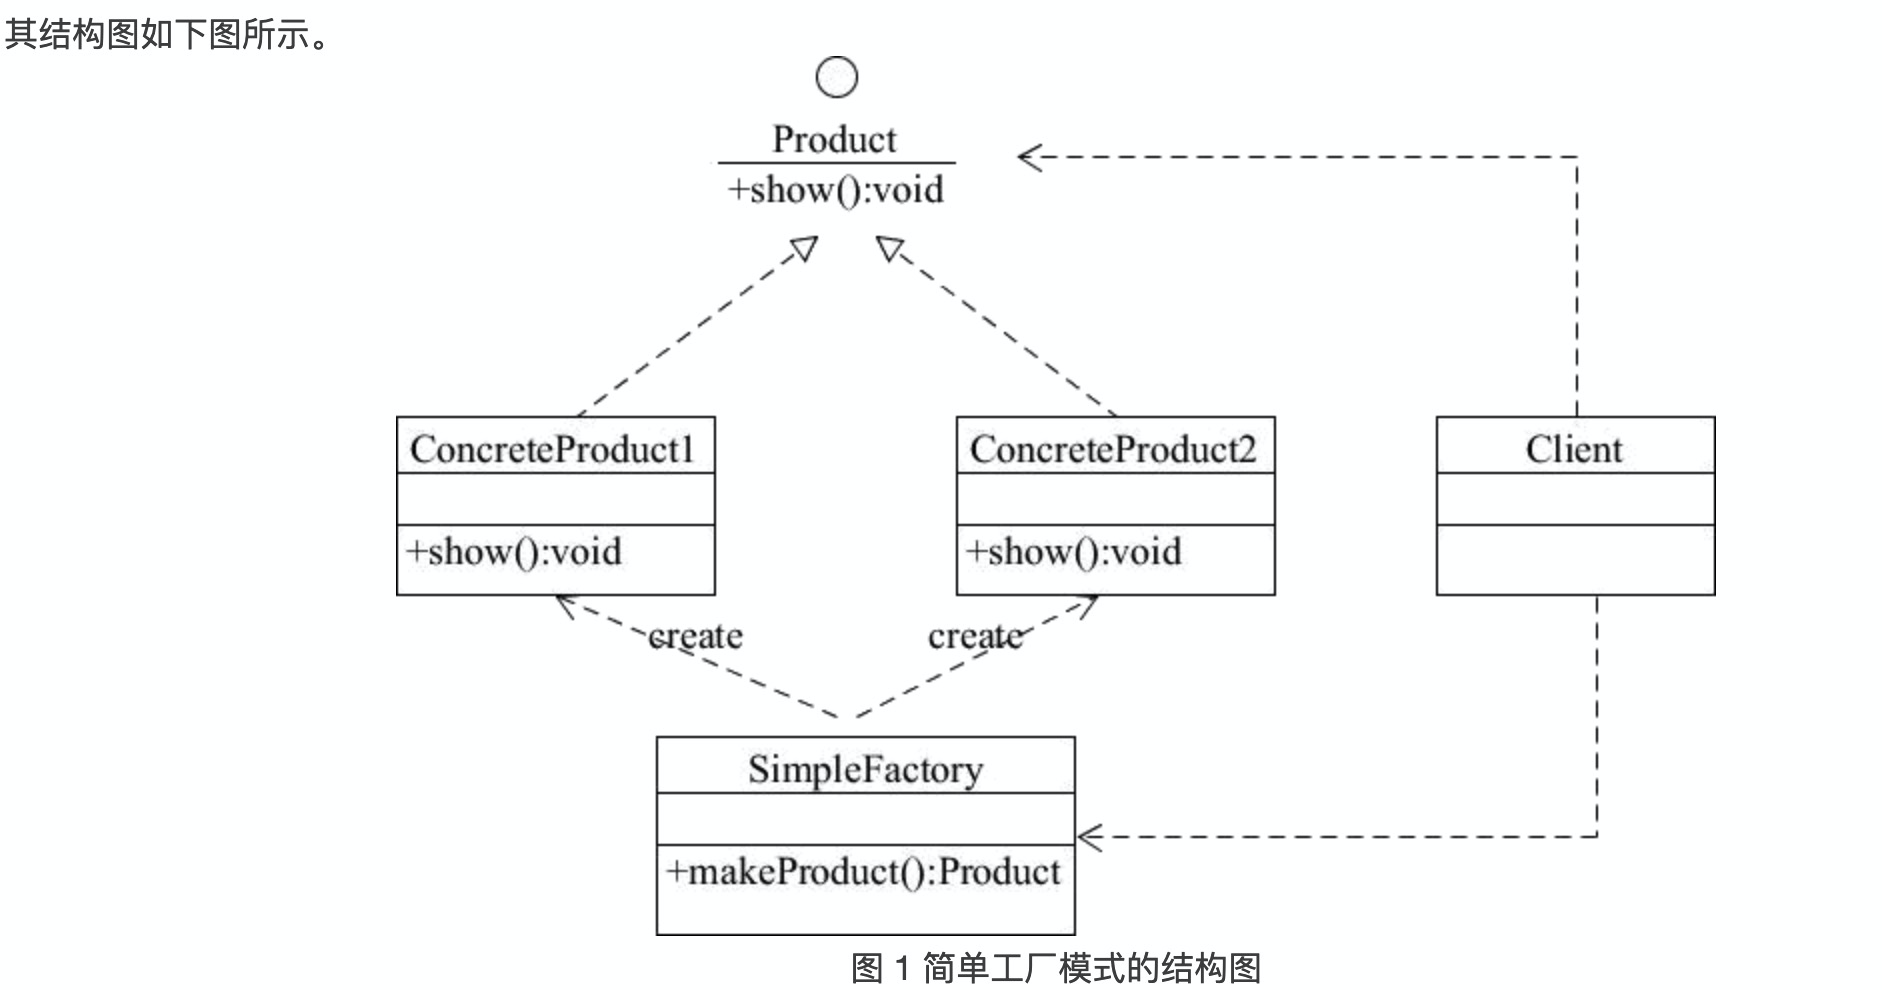 其结构图如下图所示。
Product
+show():void
ConcreteProduct1
ConcreteProduct2
Client
+show():void
+show():void
create
create
SimpleFactory
+makeProduct():Product
图 1 简单工厂模式的结构图